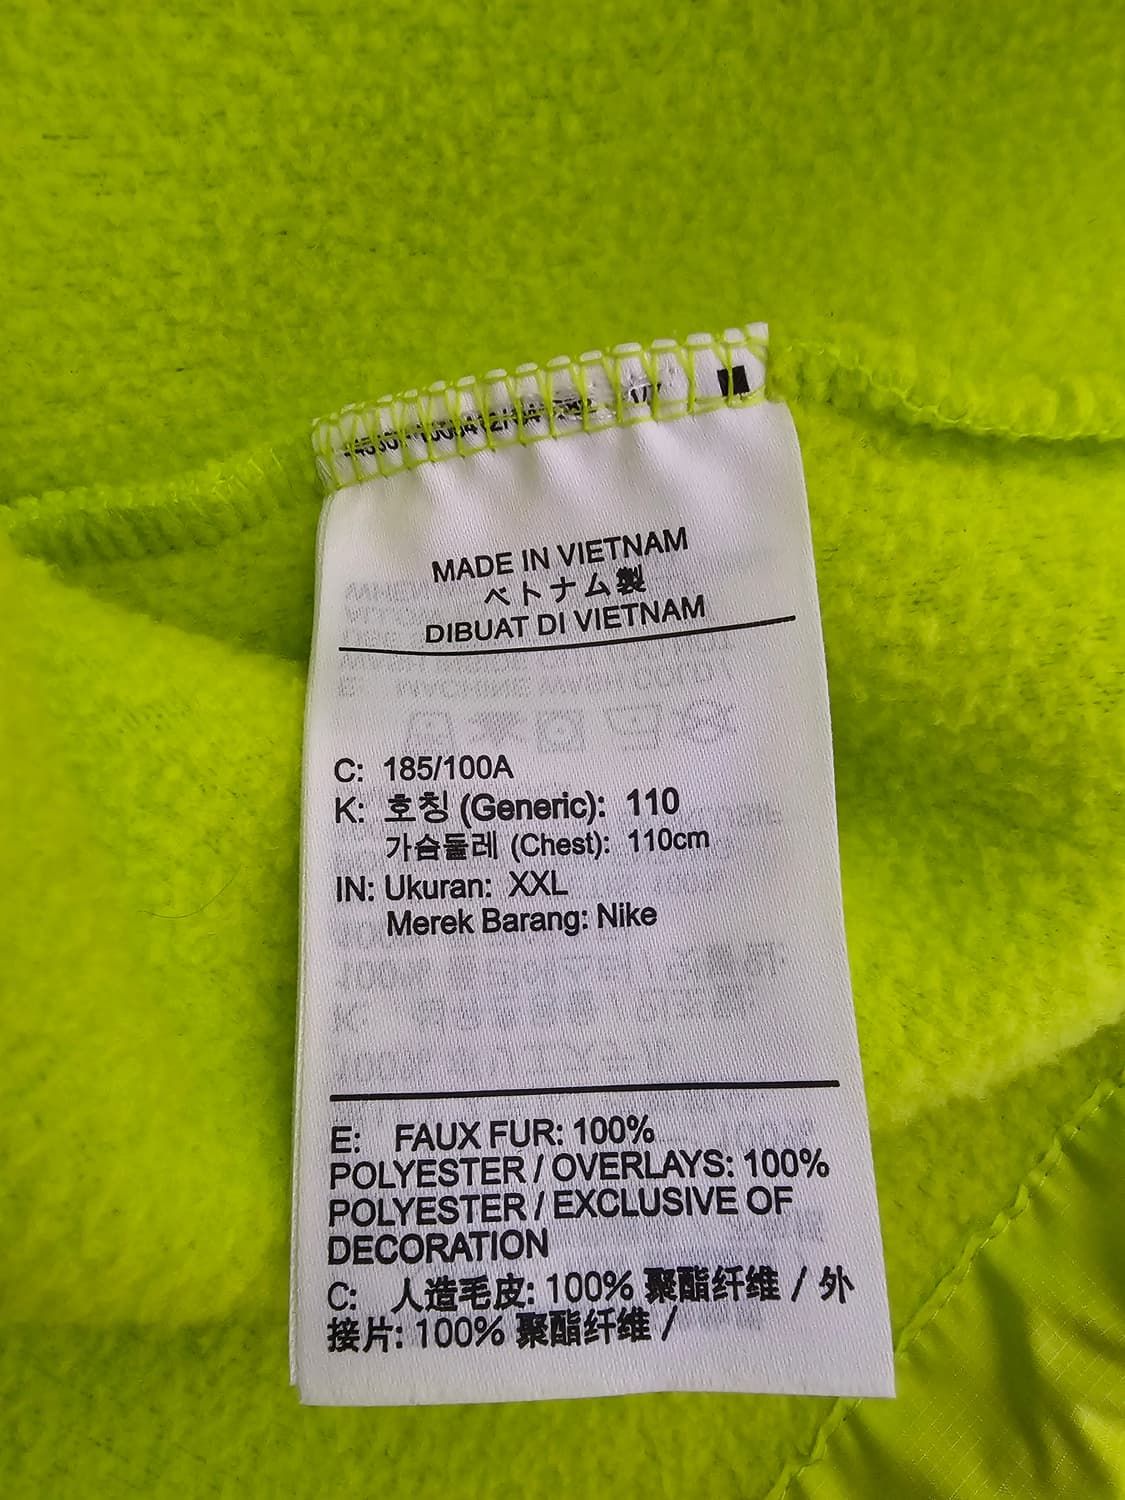 MADE IN VIETNAM
ベトナム製
DIBUAT DI VIETNAM
C: 185/100A
K: 호칭 (Generic): 110
가슴둘레 (Chest): 110cm
IN: Ukuran: XXL
Merek Barang: Nike
E: FAUX FUR: 100%
POLYESTER / OVERLAYS: 100%
POLYESTER / EXCLUSIVE OF
DECORATION
C: 人造毛皮: 100% 聚酯纤维 / 外
接片: 100% 聚酯纤维 /